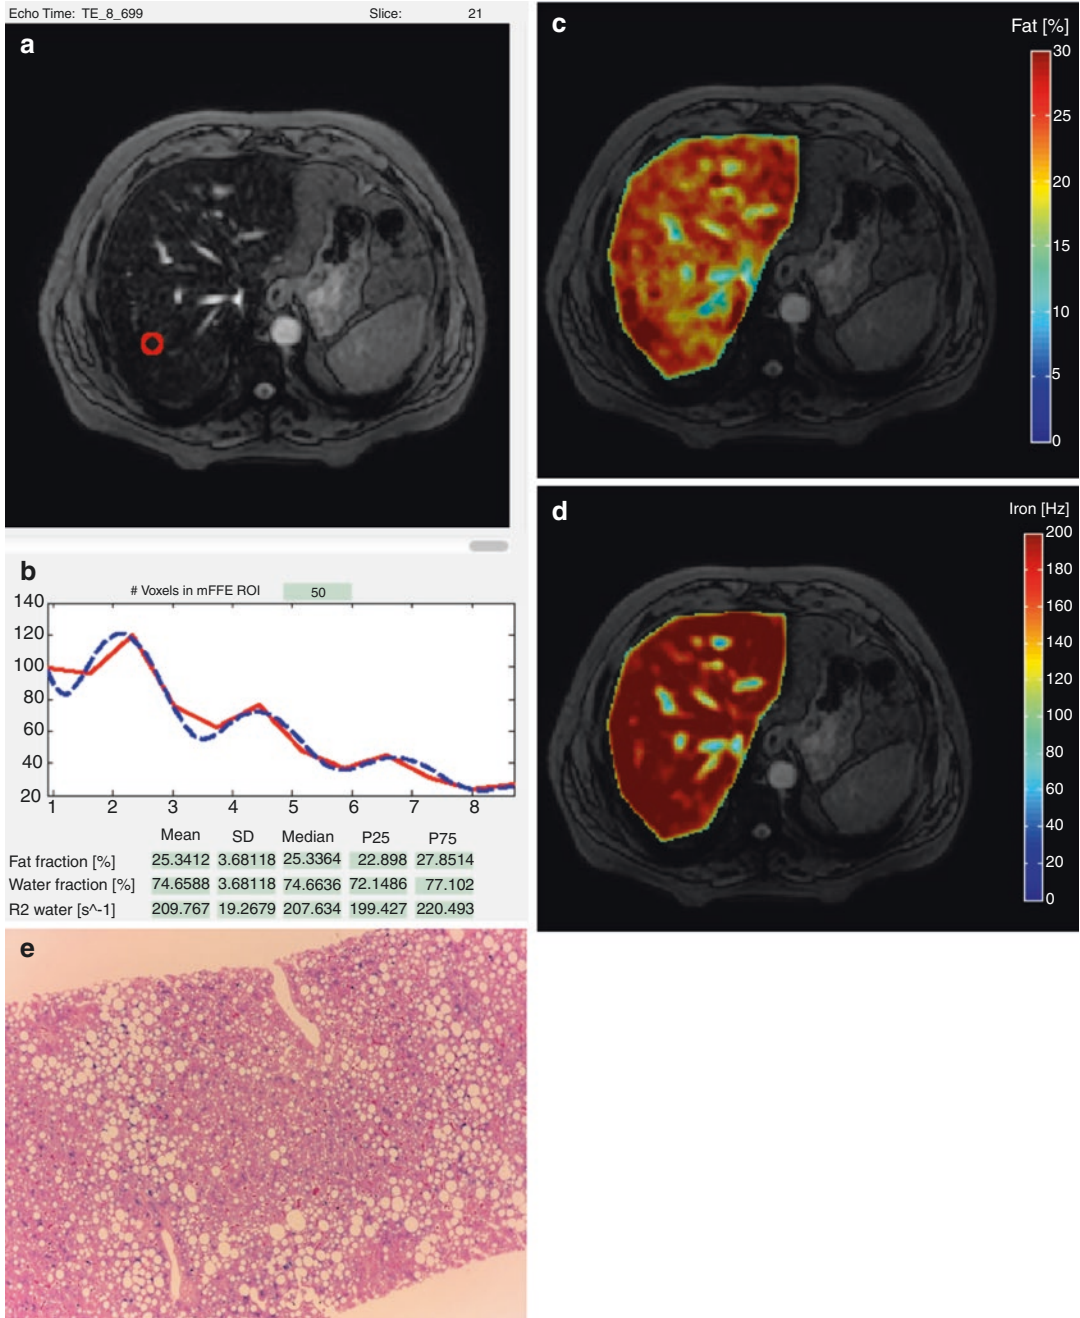 Echo Time: TE_8_699 Slice: 21
a
b
# Voxels in mFFE ROI 50
140
120
100
80
60
40
20
1 2 3 4 5 6 7 8
Mean SD Median P25 P75
Fat fraction [%] 25.3412 3.68118 25.3364 22.898 27.8514
Water fraction [%] 74.6588 3.68118 74.6636 72.1486 77.102
R2 water [s^-1] 209.767 19.2679 207.634 199.427 220.493
c
Fat [%]
30
25
20
15
10
5
0
d
Iron [Hz]
200
180
160
140
120
100
80
60
40
20
0
e